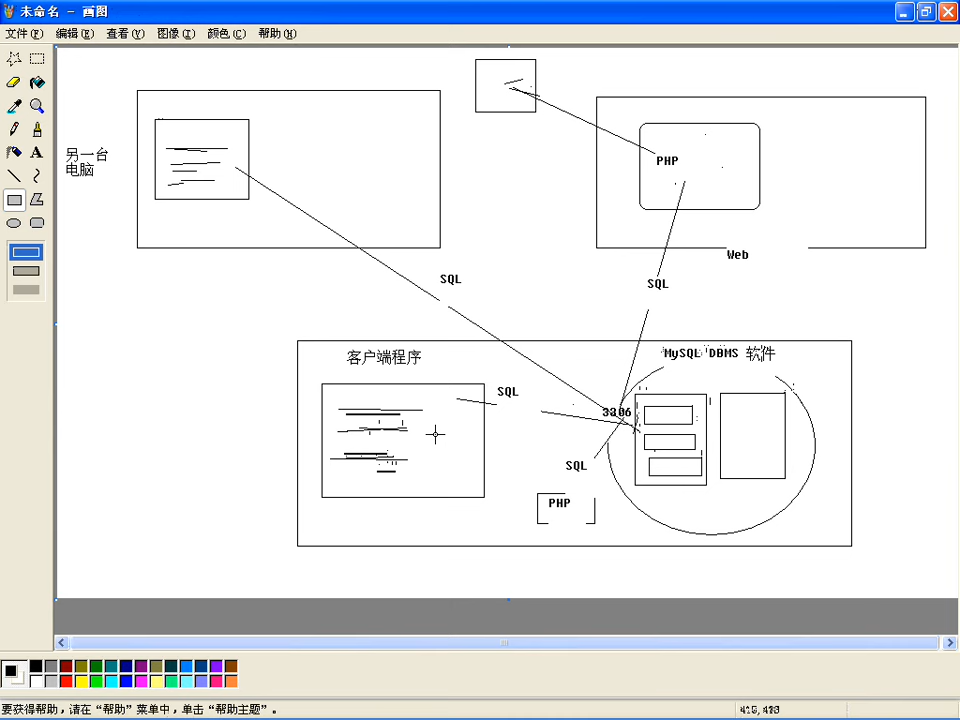 未命名 - 画图
文件(F) 编辑(E) 查看(V) 图像(I) 颜色(C) 帮助(H)
另一台
电脑
PHP
Web
SQL
SQL
客户端程序
MySQL DBMS 软件
SQL
3306
SQL
PHP
要获得帮助，请在“帮助”菜单中，单击“帮助主题”。